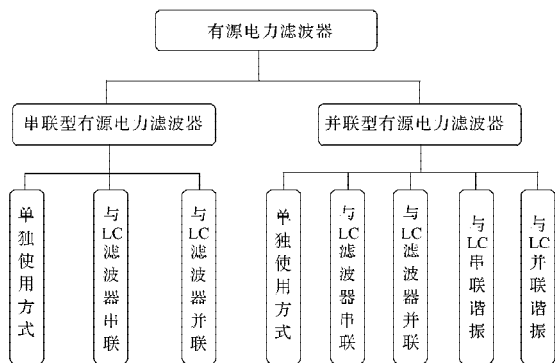 有源电力滤波器
串联型有源电力滤波器
并联型有源电力滤波器
单独使用方式
与LC滤波器串联
与LC滤波器并联
单独使用方式
与LC滤波器串联
与LC滤波器并联
与LC串联谐振
与LC并联谐振